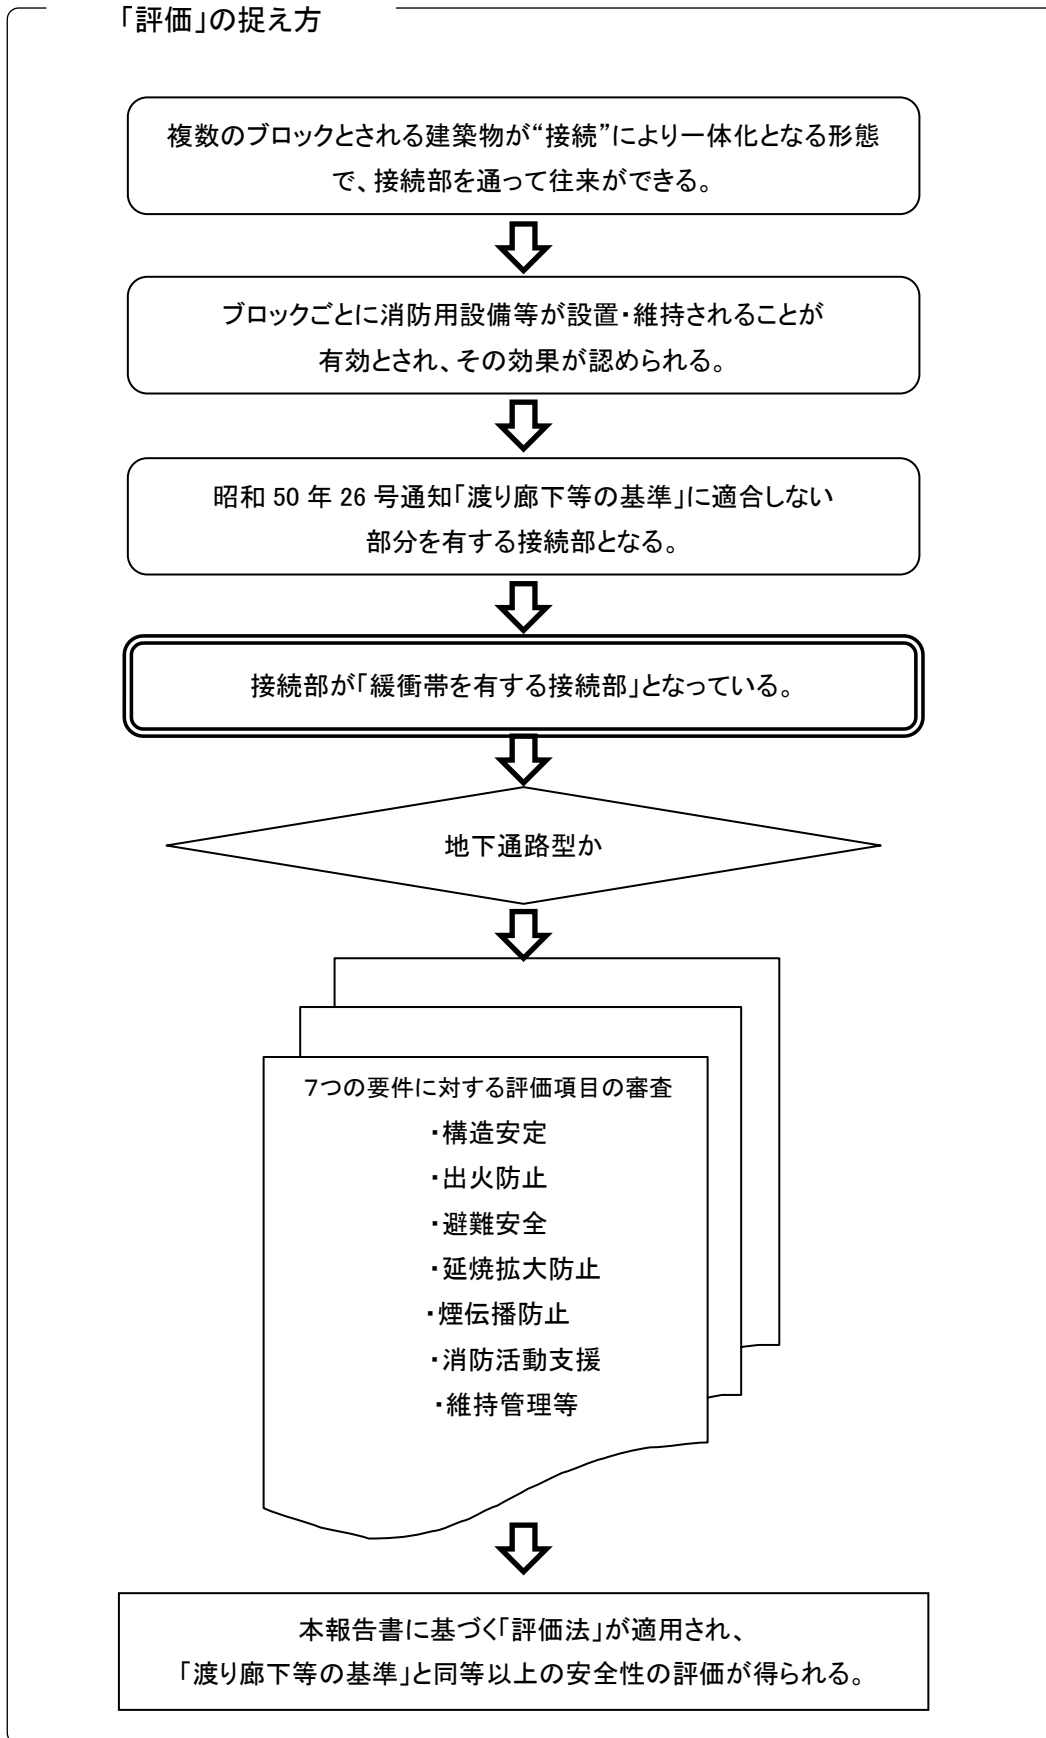 「評価」の捉え方
複数のブロックとされる建築物が“接続”により一体化となる形態
で、接続部を通って往来ができる。
ブロックごとに消防用設備等が設置・維持されることが
有効とされ、その効果が認められる。
昭和 50 年 26 号通知「渡り廊下等の基準」に適合しない
部分を有する接続部となる。
接続部が「緩衝帯を有する接続部」となっている。
地下通路型か
7つの要件に対する評価項目の審査
・構造安定
・出火防止
・避難安全
・延焼拡大防止
・煙伝播防止
・消防活動支援
・維持管理等
本報告書に基づく「評価法」が適用され、
「渡り廊下等の基準」と同等以上の安全性の評価が得られる。